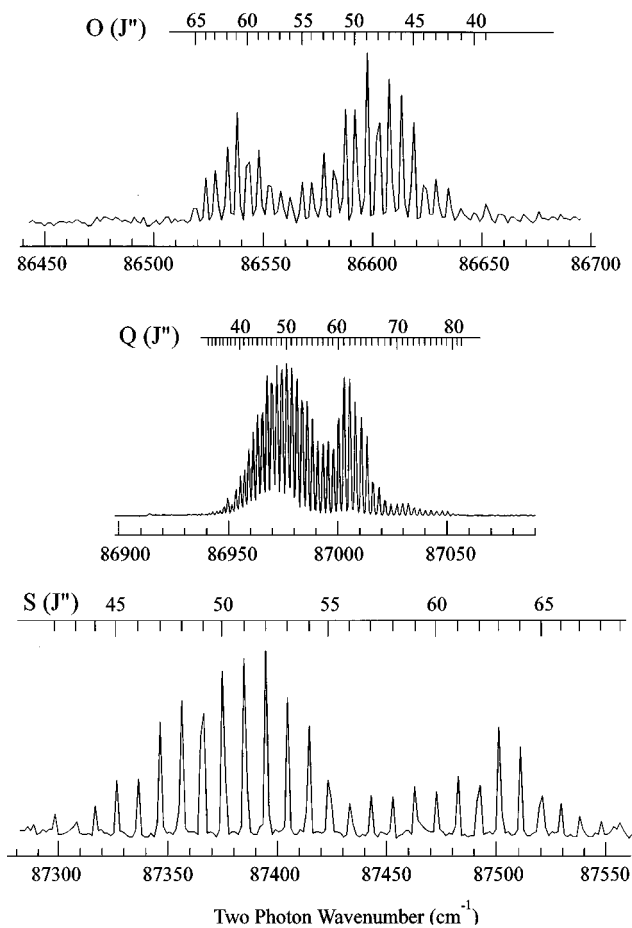 O (J")
65 60 55 50 45 40
86450 86500 86550 86600 86650 86700
Q (J")
40 50 60 70 80
86900 86950 87000 87050
S (J")
45 50 55 60 65
87300 87350 87400 87450 87500 87550
Two Photon Wavenumber (cm⁻¹)